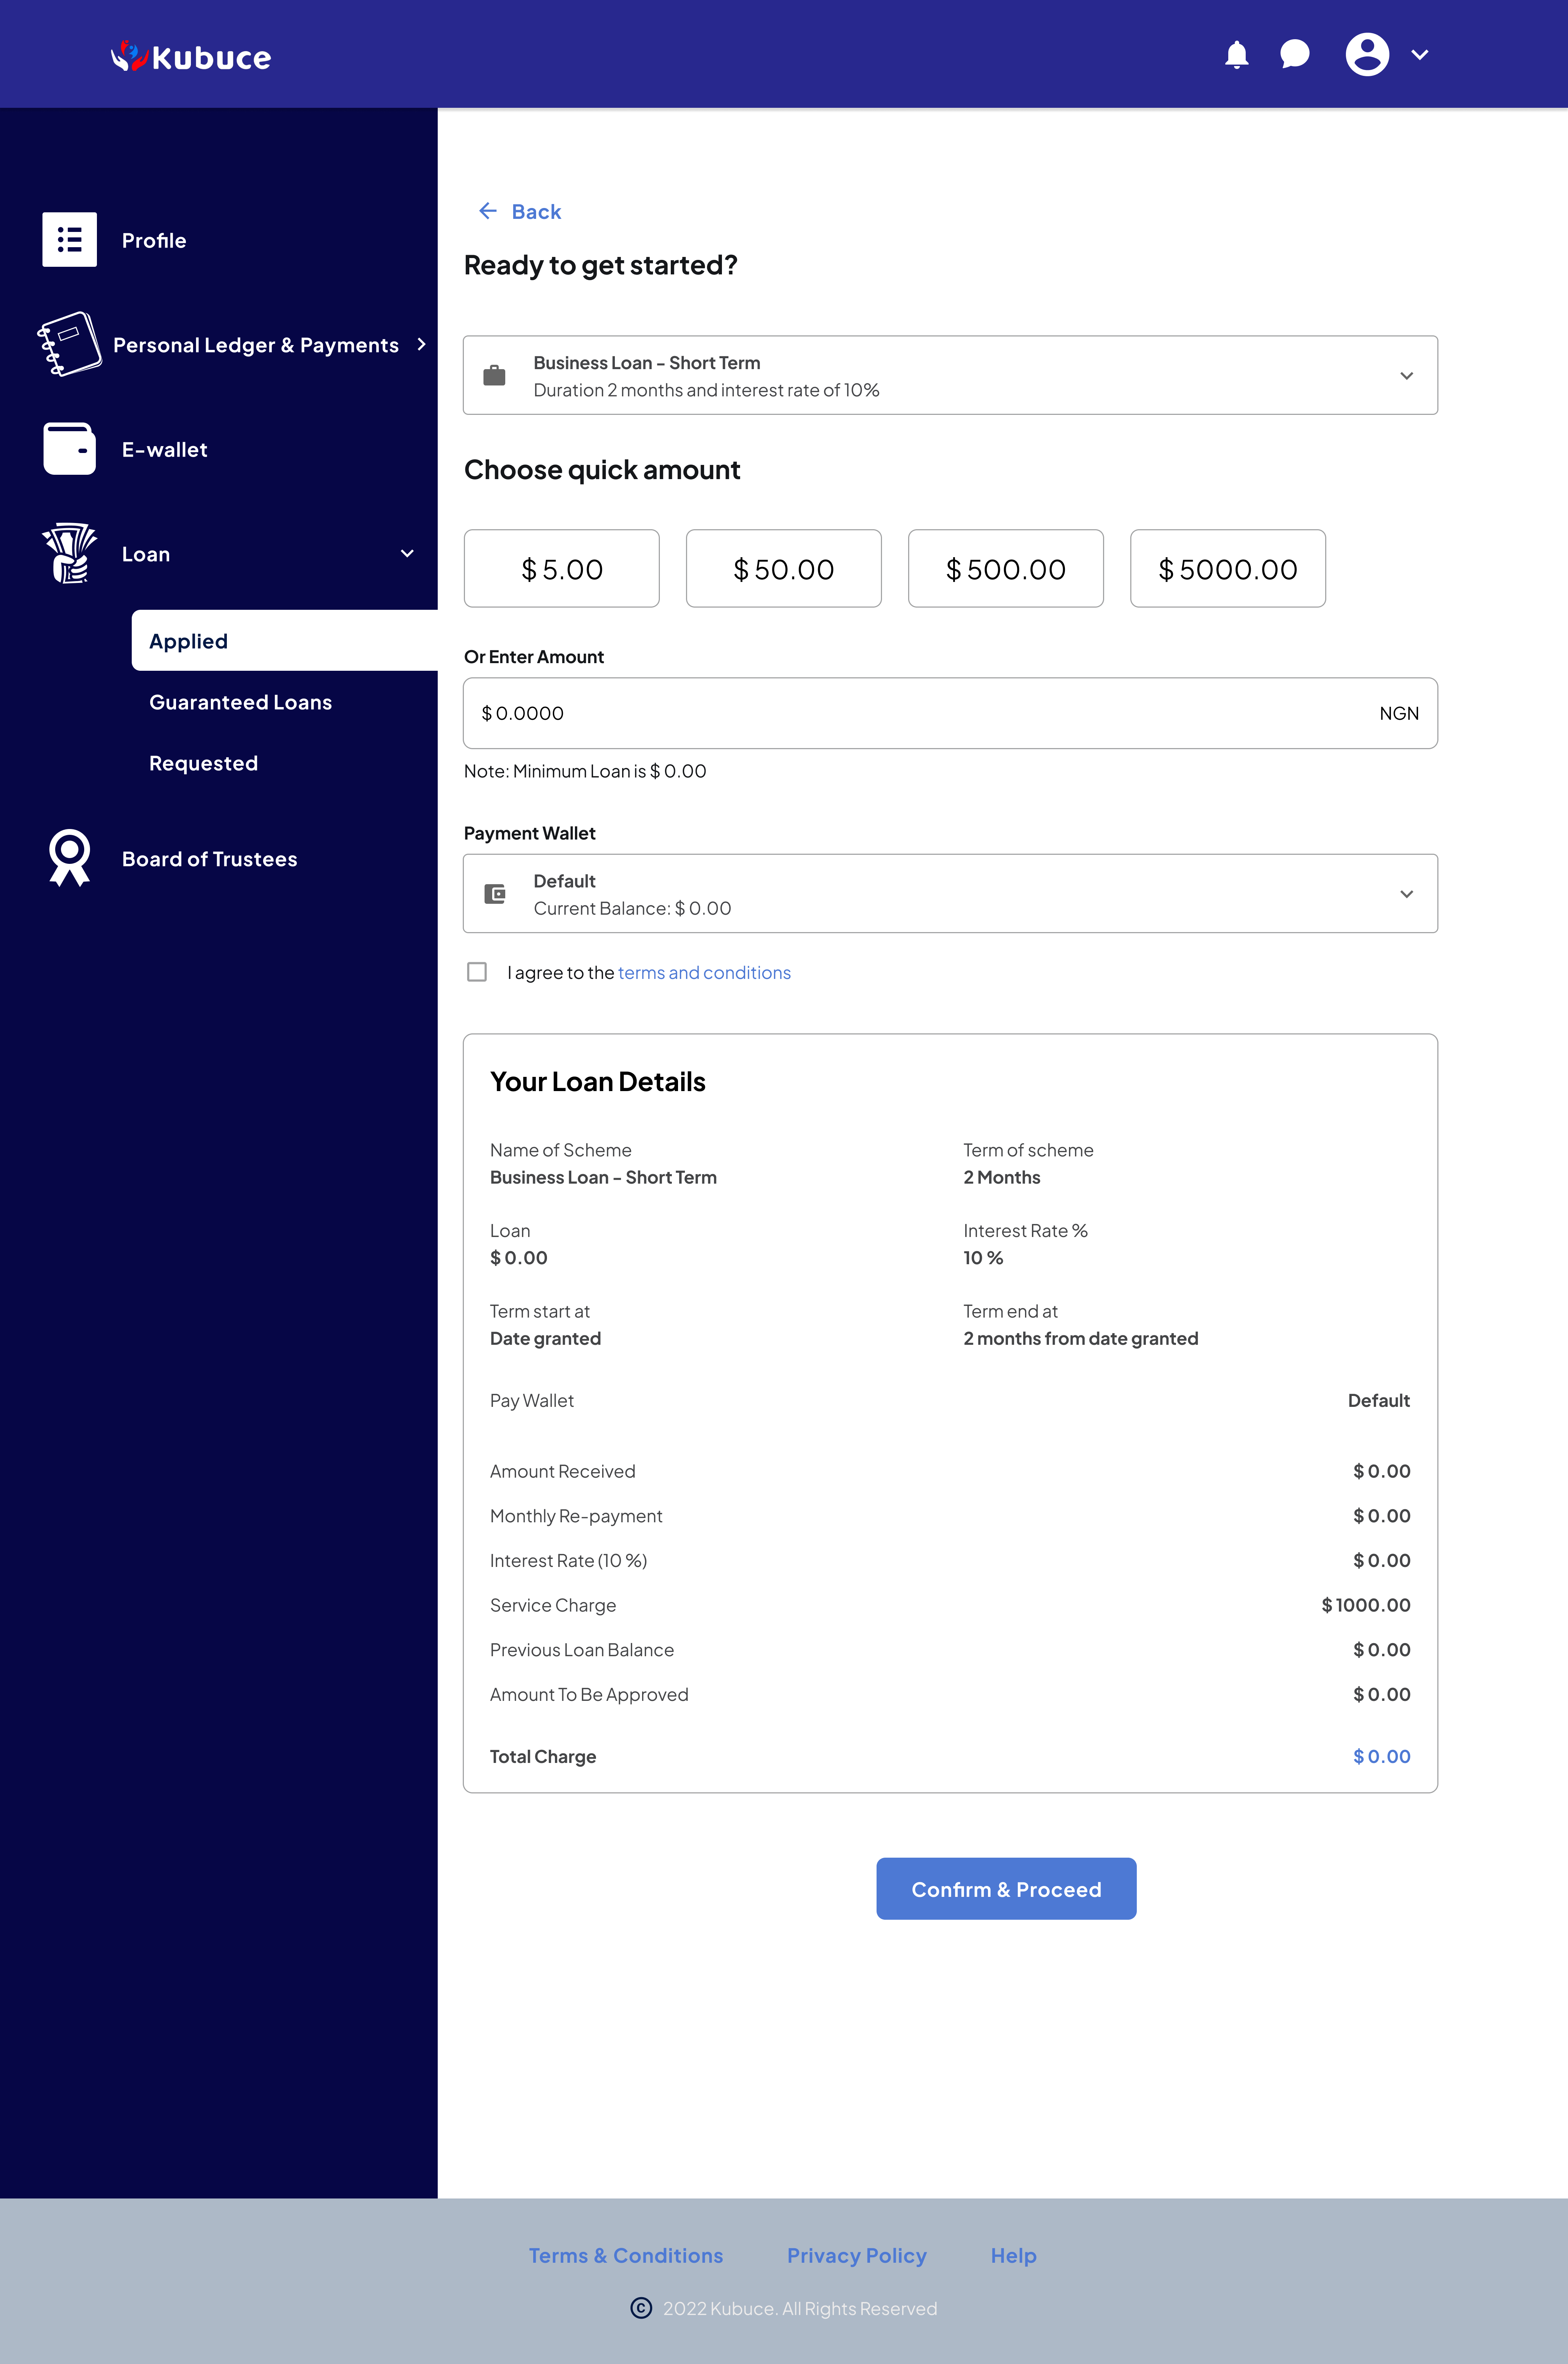 Kubuce
Profile
Personal Ledger & Payments
E-wallet
Loan
Applied
Guaranteed Loans
Requested
Board of Trustees
Back
Ready to get started?
Business Loan - Short Term
Duration 2 months and interest rate of 10%
Choose quick amount
$ 5.00 $ 50.00 $ 500.00 $ 5000.00
Or Enter Amount
$ 0.0000 NGN
Note: Minimum Loan is $ 0.00
Payment Wallet
Default
Current Balance: $ 0.00
I agree to the terms and conditions
Your Loan Details
Name of Scheme Term of scheme
Business Loan - Short Term 2 Months
Loan Interest Rate %
$ 0.00 10 %
Term start at Term end at
Date granted 2 months from date granted
Pay Wallet Default
Amount Received $ 0.00
Monthly Re-payment $ 0.00
Interest Rate (10 %) $ 0.00
Service Charge $ 1000.00
Previous Loan Balance $ 0.00
Amount To Be Approved $ 0.00
Total Charge $ 0.00
Confirm & Proceed
Terms & Conditions Privacy Policy Help
© 2022 Kubuce. All Rights Reserved